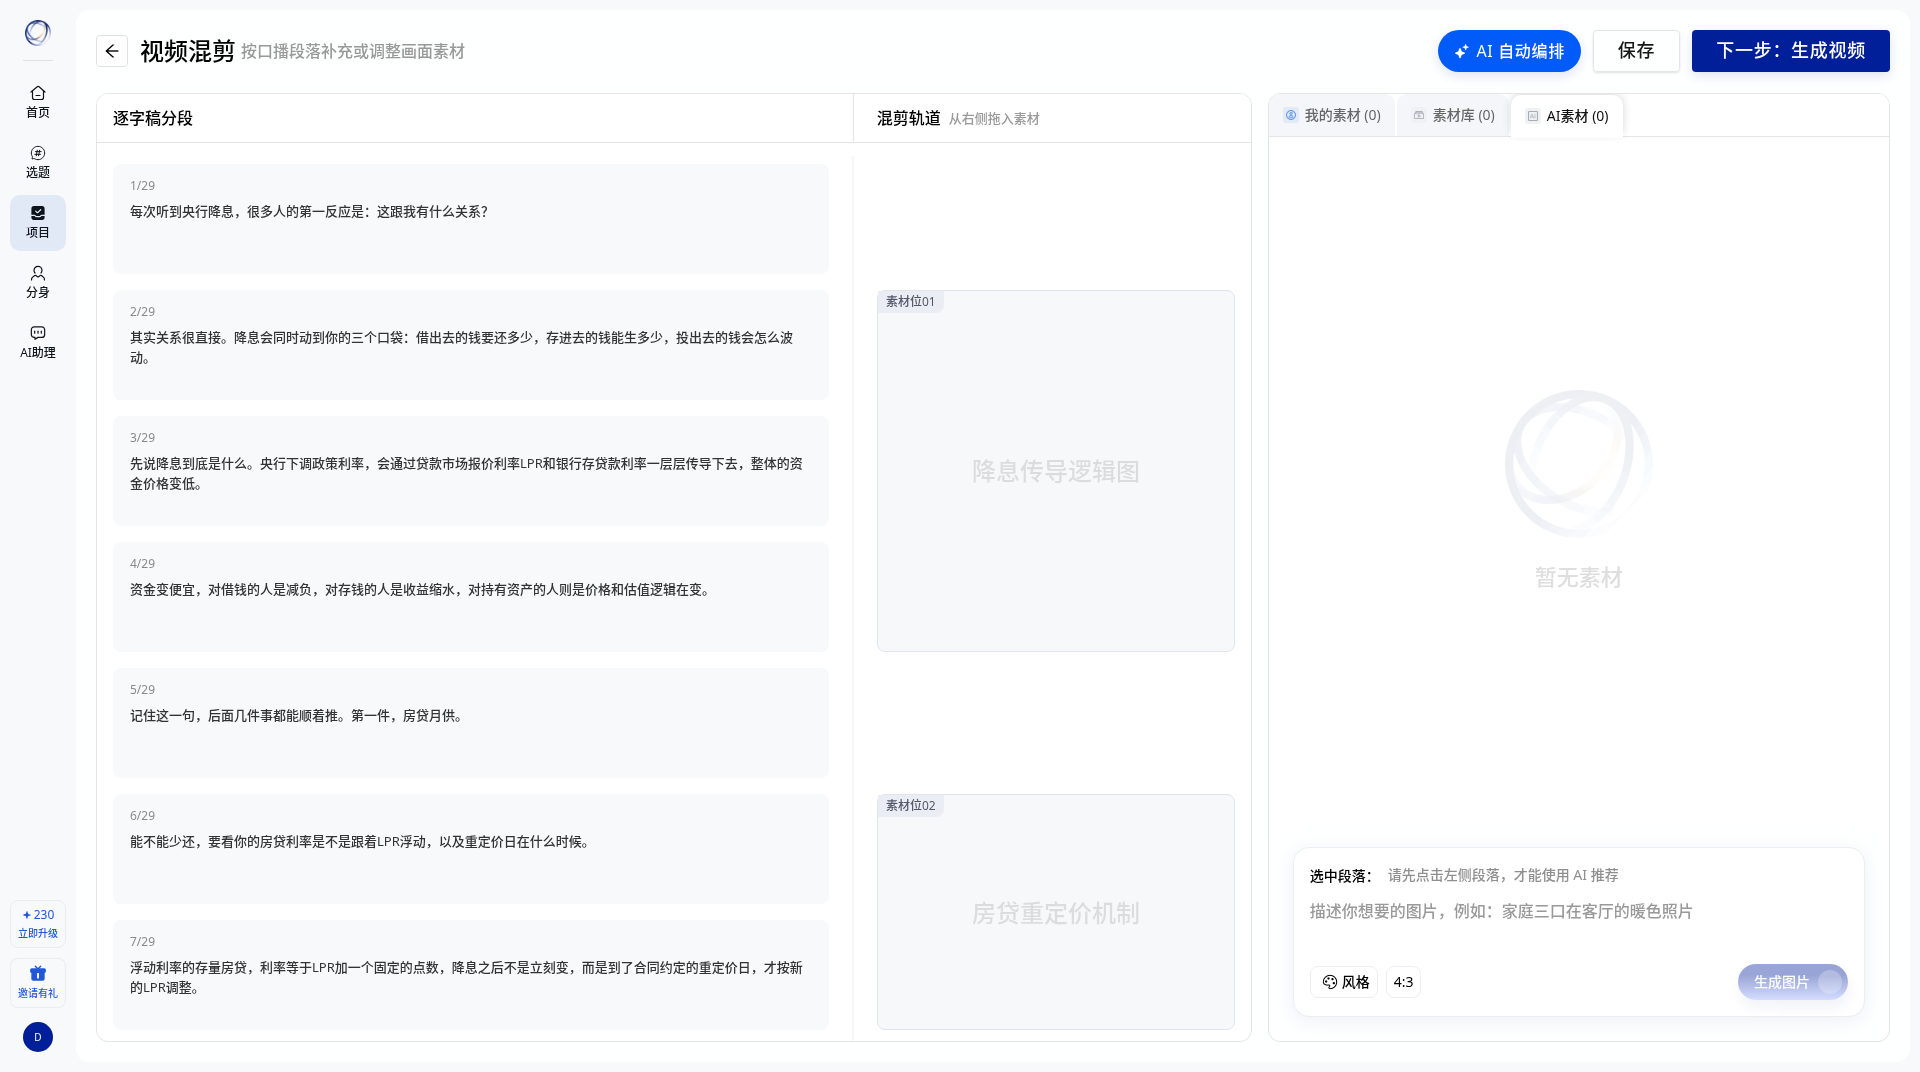 首页
选题
项目
分身
AI助理
230
立即升级
邀请有礼
D
视频混剪 按口播段落补充或调整画面素材
AI 自动编排
保存
下一步：生成视频
逐字稿分段
1/29
每次听到央行降息，很多人的第一反应是：这跟我有什么关系？
2/29
其实关系很直接。降息会同时动到你的三个口袋：借出去的钱要还多少，存进去的钱能生多少，投出去的钱会怎么波
动。
3/29
先说降息到底是什么。央行下调政策利率，会通过贷款市场报价利率LPR和银行存贷款利率一层层传导下去，整体的资
金价格变低。
4/29
资金变便宜，对借钱的人是减负，对存钱的人是收益缩水，对持有资产的人则是价格和估值逻辑在变。
5/29
记住这一句，后面几件事都能顺着推。第一件，房贷月供。
6/29
能不能少还，要看你的房贷利率是不是跟着LPR浮动，以及重定价日在什么时候。
7/29
浮动利率的存量房贷，利率等于LPR加一个固定的点数，降息之后不是立刻变，而是到了合同约定的重定价日，才按新
的LPR调整。
混剪轨道 从右侧拖入素材
素材位01
降息传导逻辑图
素材位02
房贷重定价机制
我的素材 (0)
素材库 (0)
AI素材 (0)
暂无素材
选中段落： 请先点击左侧段落，才能使用 AI 推荐
描述你想要的图片，例如：家庭三口在客厅的暖色照片
风格
4:3
生成图片